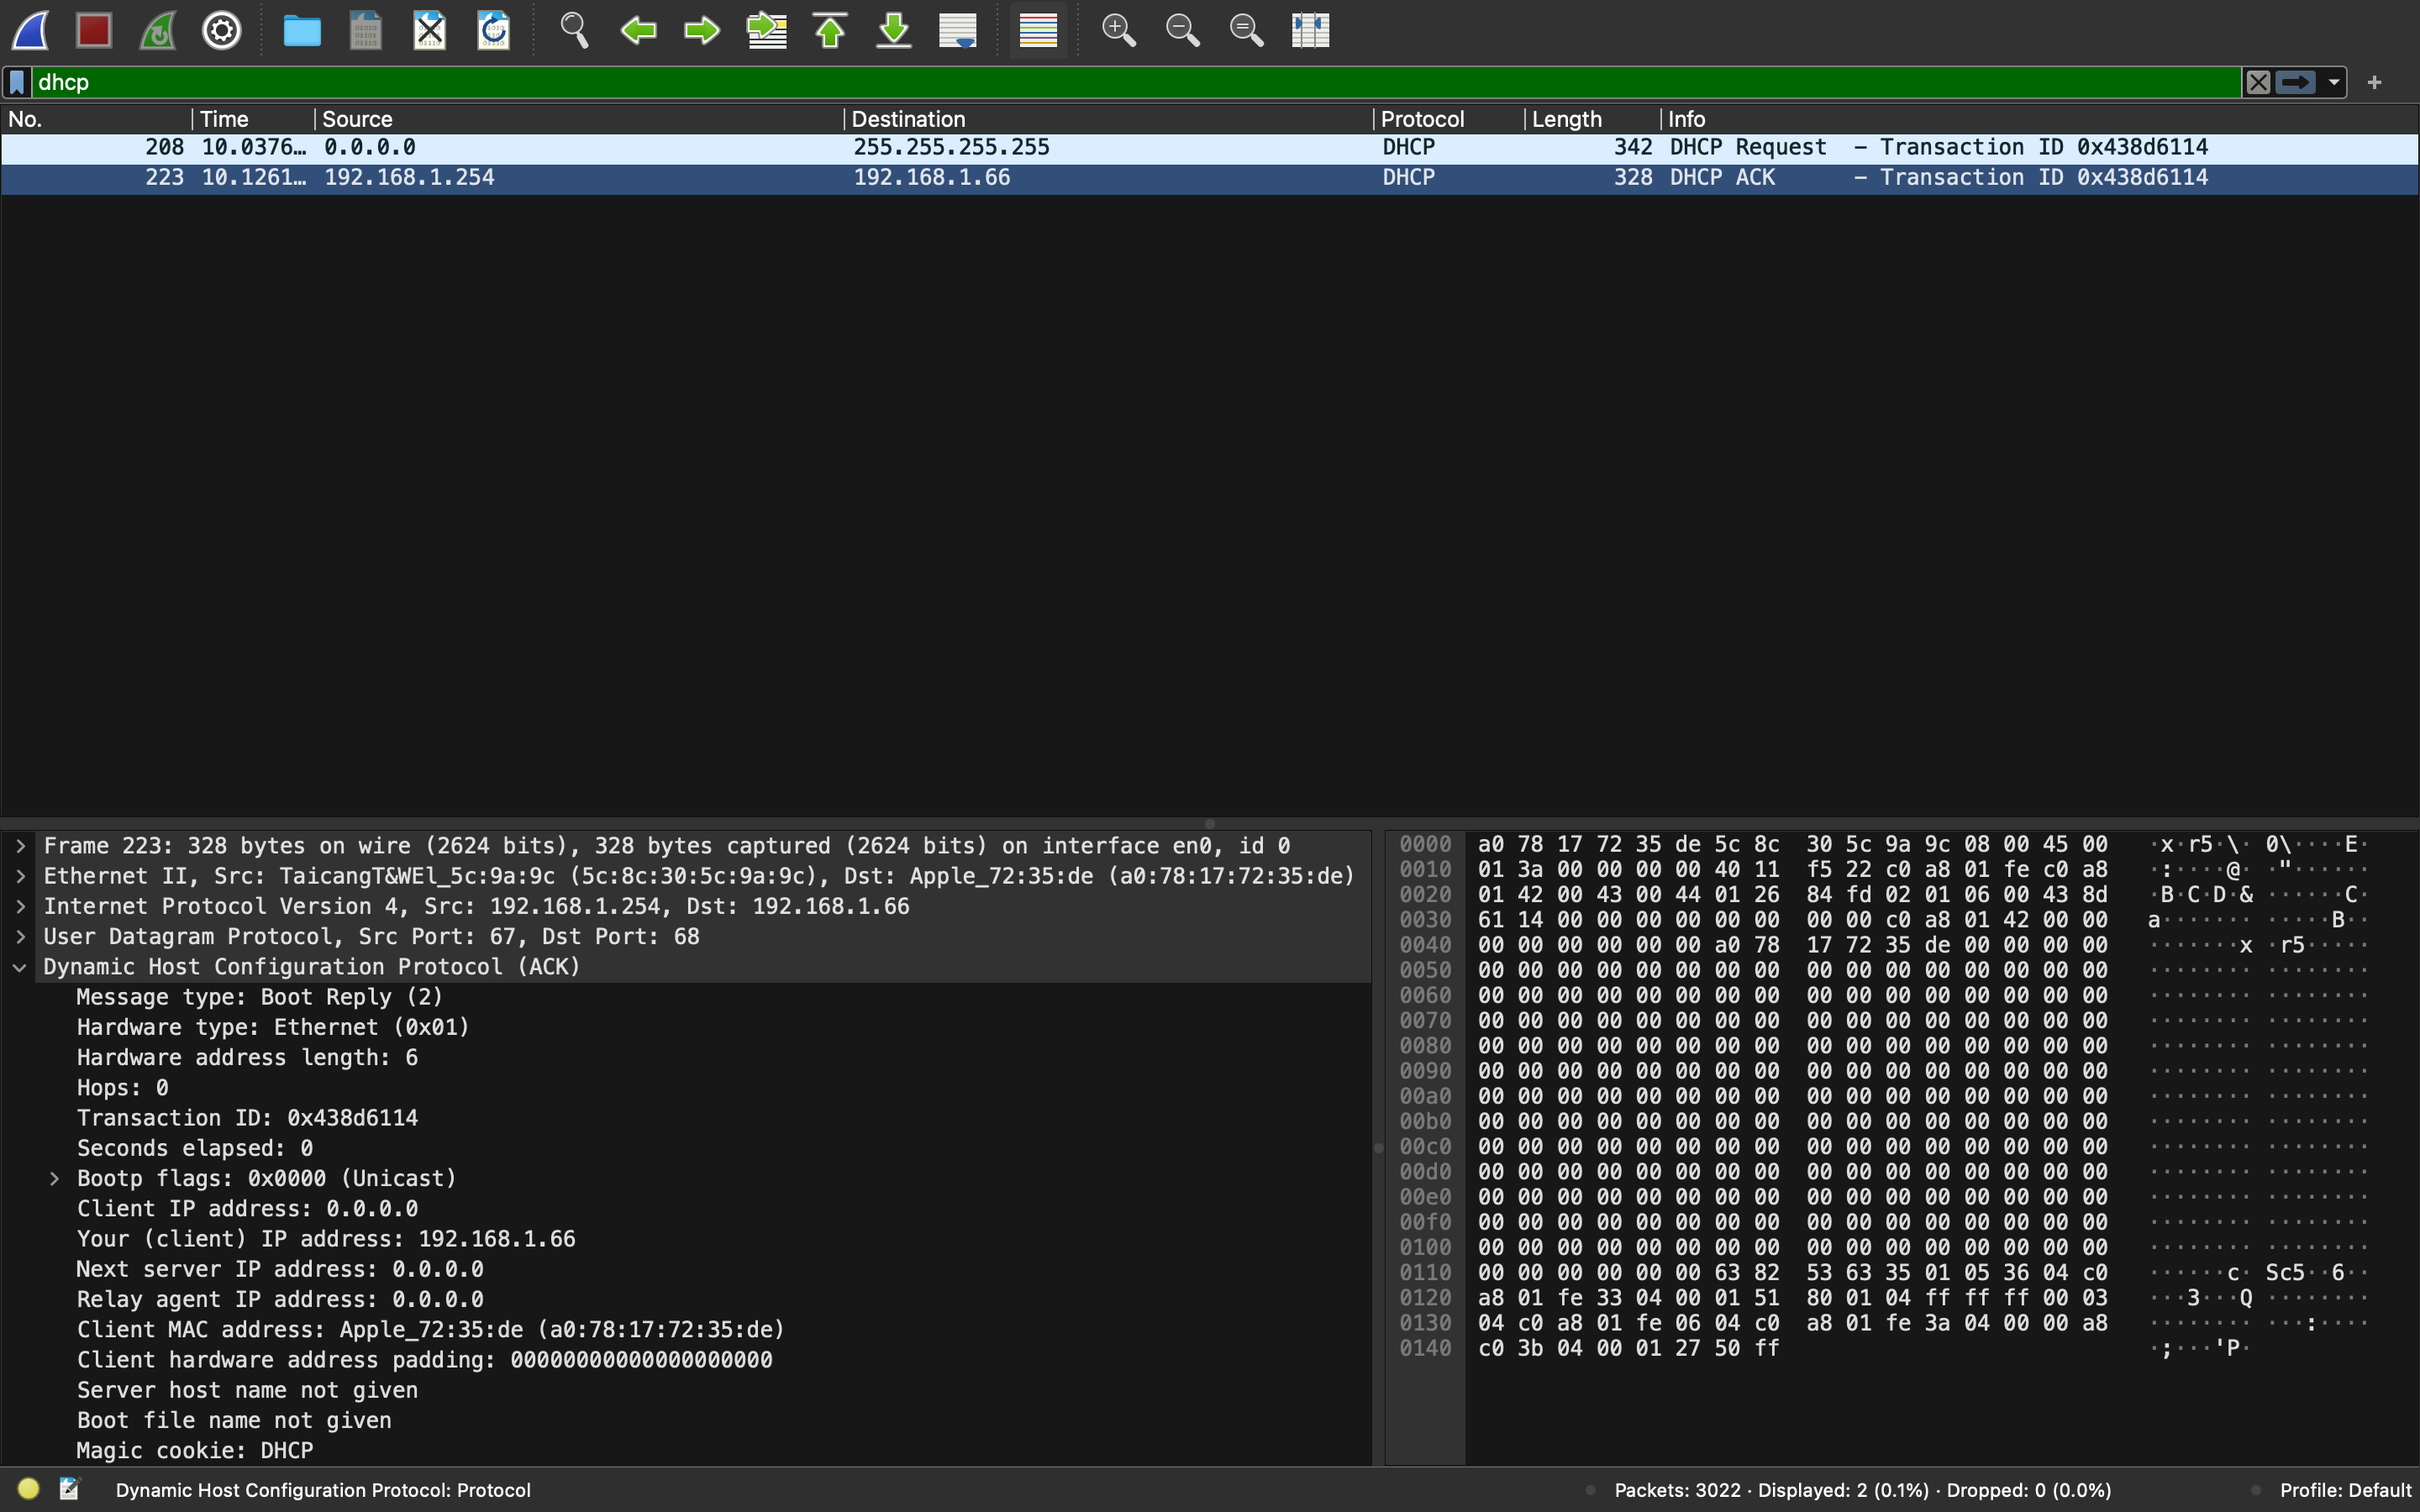 dhcp
No. Time Source Destination Protocol Length Info
208 10.0376… 0.0.0.0 255.255.255.255 DHCP 342 DHCP Request – Transaction ID 0x438d6114
223 10.1261… 192.168.1.254 192.168.1.66 DHCP 328 DHCP ACK – Transaction ID 0x438d6114
Frame 223: 328 bytes on wire (2624 bits), 328 bytes captured (2624 bits) on interface en0, id 0
Ethernet II, Src: TaicangT&WEl_5c:9a:9c (5c:8c:30:5c:9a:9c), Dst: Apple_72:35:de (a0:78:17:72:35:de)
Internet Protocol Version 4, Src: 192.168.1.254, Dst: 192.168.1.66
User Datagram Protocol, Src Port: 67, Dst Port: 68
Dynamic Host Configuration Protocol (ACK)
Message type: Boot Reply (2)
Hardware type: Ethernet (0x01)
Hardware address length: 6
Hops: 0
Transaction ID: 0x438d6114
Seconds elapsed: 0
Bootp flags: 0x0000 (Unicast)
Client IP address: 0.0.0.0
Your (client) IP address: 192.168.1.66
Next server IP address: 0.0.0.0
Relay agent IP address: 0.0.0.0
Client MAC address: Apple_72:35:de (a0:78:17:72:35:de)
Client hardware address padding: 00000000000000000000
Server host name not given
Boot file name not given
Magic cookie: DHCP
0000 a0 78 17 72 35 de 5c 8c 30 5c 9a 9c 08 00 45 00 ·x·r5·\· 0\····E·
0010 01 3a 00 00 00 00 40 11 f5 22 c0 a8 01 fe c0 a8 ·:····@· ·"······
0020 01 42 00 43 00 44 01 26 84 fd 02 01 06 00 43 8d ·B·C·D·& ······C·
0030 61 14 00 00 00 00 00 00 00 00 c0 a8 01 42 00 00 a······· ·····B··
0040 00 00 00 00 00 00 a0 78 17 72 35 de 00 00 00 00 ·······x ·r5·····
0050 00 00 00 00 00 00 00 00 00 00 00 00 00 00 00 00 ········ ········
0060 00 00 00 00 00 00 00 00 00 00 00 00 00 00 00 00 ········ ········
0070 00 00 00 00 00 00 00 00 00 00 00 00 00 00 00 00 ········ ········
0080 00 00 00 00 00 00 00 00 00 00 00 00 00 00 00 00 ········ ········
0090 00 00 00 00 00 00 00 00 00 00 00 00 00 00 00 00 ········ ········
00a0 00 00 00 00 00 00 00 00 00 00 00 00 00 00 00 00 ········ ········
00b0 00 00 00 00 00 00 00 00 00 00 00 00 00 00 00 00 ········ ········
00c0 00 00 00 00 00 00 00 00 00 00 00 00 00 00 00 00 ········ ········
00d0 00 00 00 00 00 00 00 00 00 00 00 00 00 00 00 00 ········ ········
00e0 00 00 00 00 00 00 00 00 00 00 00 00 00 00 00 00 ········ ········
00f0 00 00 00 00 00 00 00 00 00 00 00 00 00 00 00 00 ········ ········
0100 00 00 00 00 00 00 00 00 00 00 00 00 00 00 00 00 ········ ········
0110 00 00 00 00 00 00 63 82 53 63 35 01 05 36 04 c0 ······c· Sc5··6··
0120 a8 01 fe 33 04 00 01 51 80 01 04 ff ff ff 00 03 ···3···Q ········
0130 04 c0 a8 01 fe 06 04 c0 a8 01 fe 3a 04 00 00 a8 ········ ···:····
0140 c0 3b 04 00 01 27 50 ff ·;···'P·
Dynamic Host Configuration Protocol: Protocol
Packets: 3022 · Displayed: 2 (0.1%) · Dropped: 0 (0.0%)
Profile: Default